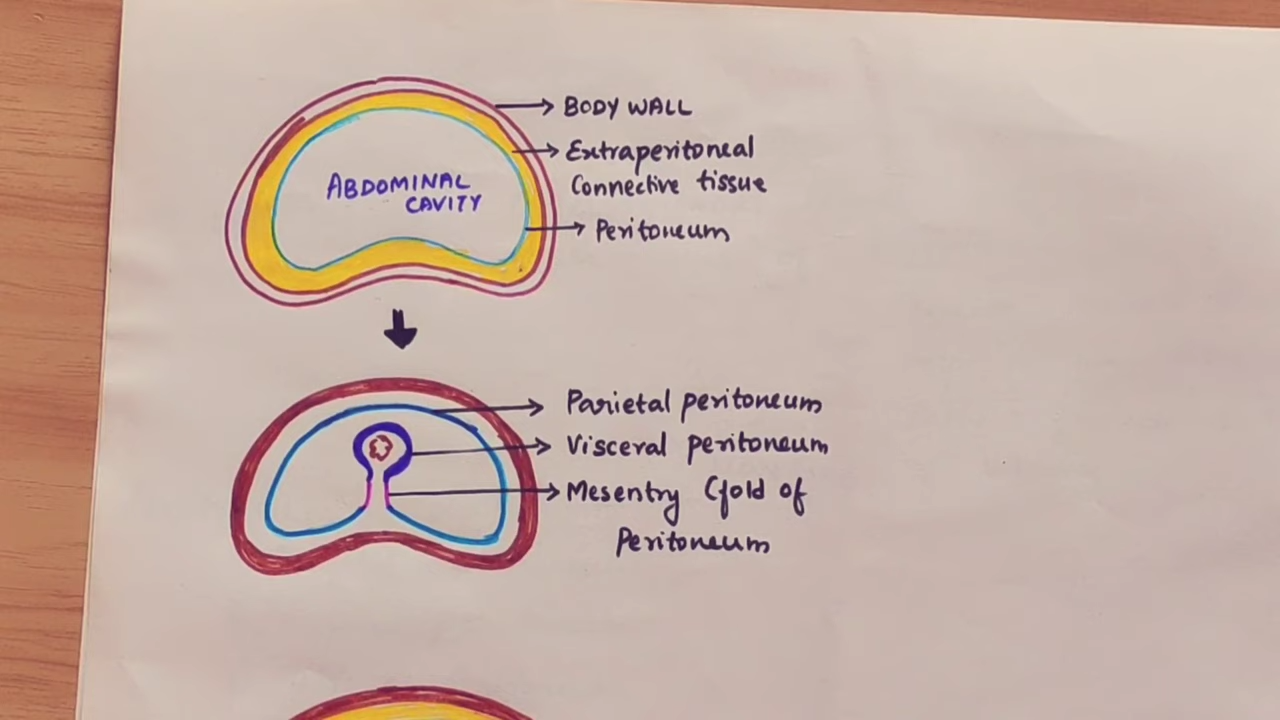 BODY WALL
Extraperitoneal
Connective tissue
ABDOMINAL
CAVITY
Peritoneum
Parietal peritoneum
Visceral peritoneum
Mesentry (fold of
Peritoneum